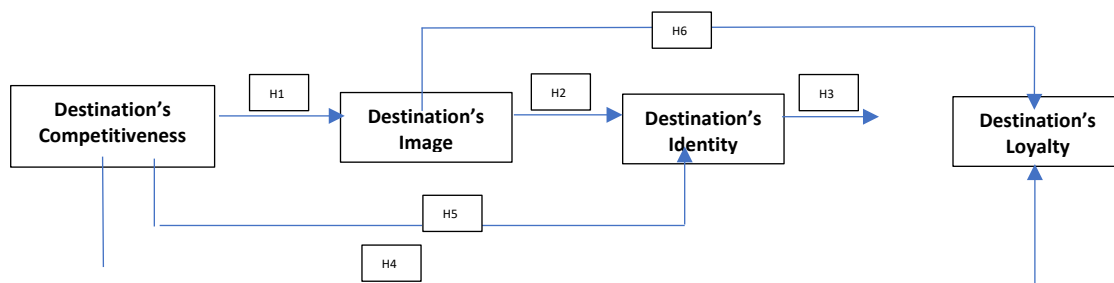 H6
H1
H2
H3
Destination's
Competitiveness
Destination's
Image
Destination's
Identity
Destination's
Loyalty
H5
H4